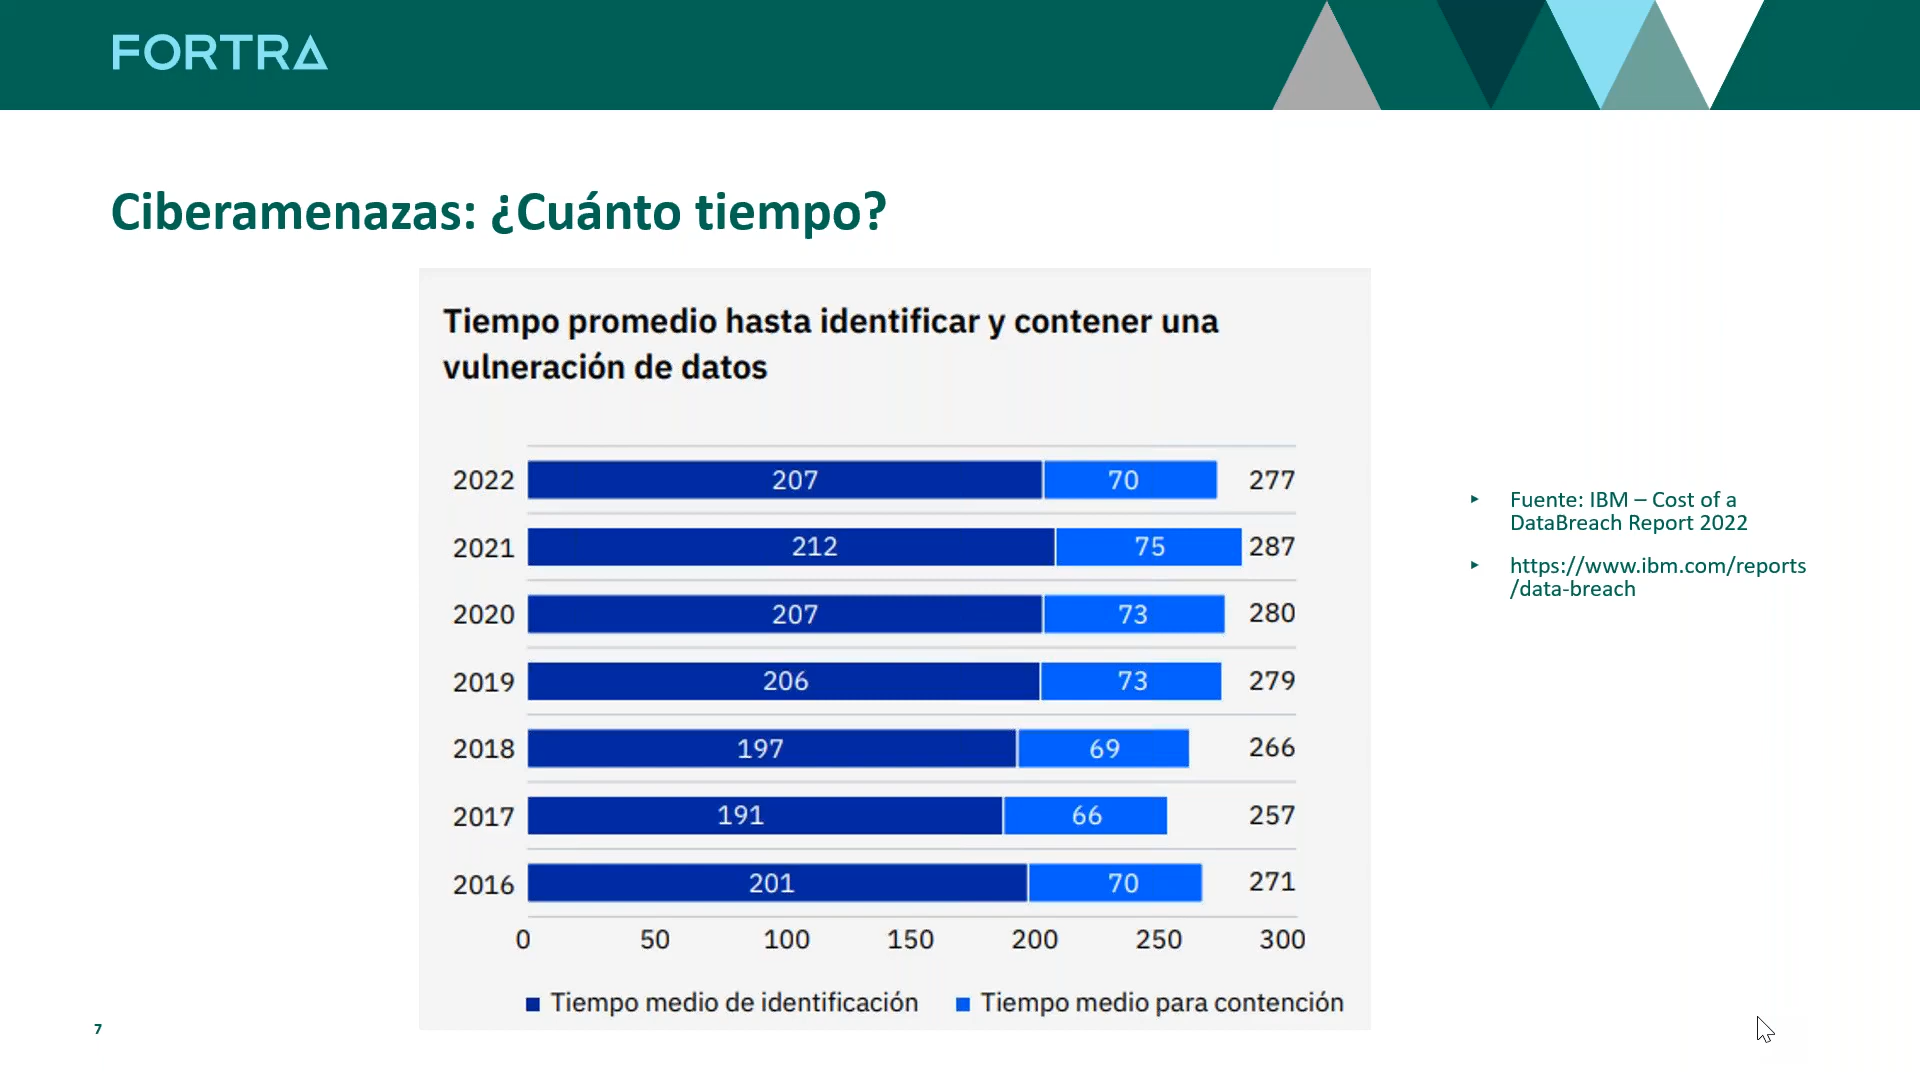 FORTRA
Ciberamenazas: ¿Cuánto tiempo?
Tiempo promedio hasta identificar y contener una
vulneración de datos
2022 207 70 277
2021 212 75 287
2020 207 73 280
2019 206 73 279
2018 197 69 266
2017 191 66 257
2016 201 70 271
0 50 100 150 200 250 300
Tiempo medio de identificación Tiempo medio para contención
Fuente: IBM – Cost of a
DataBreach Report 2022
https://www.ibm.com/reports
/data-breach
7